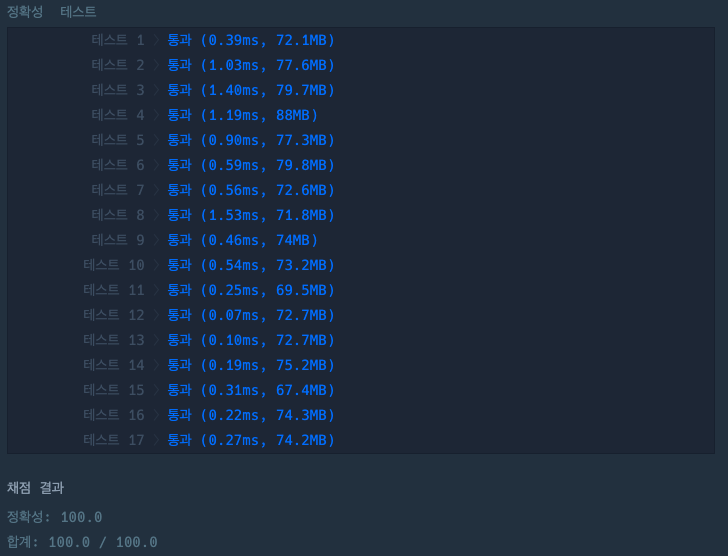 정확성 테스트
테스트 1 〉 통과 (0.39ms, 72.1MB)
테스트 2 〉 통과 (1.03ms, 77.6MB)
테스트 3 〉 통과 (1.40ms, 79.7MB)
테스트 4 〉 통과 (1.19ms, 88MB)
테스트 5 〉 통과 (0.90ms, 77.3MB)
테스트 6 〉 통과 (0.59ms, 79.8MB)
테스트 7 〉 통과 (0.56ms, 72.6MB)
테스트 8 〉 통과 (1.53ms, 71.8MB)
테스트 9 〉 통과 (0.46ms, 74MB)
테스트 10 〉 통과 (0.54ms, 73.2MB)
테스트 11 〉 통과 (0.25ms, 69.5MB)
테스트 12 〉 통과 (0.07ms, 72.7MB)
테스트 13 〉 통과 (0.10ms, 72.7MB)
테스트 14 〉 통과 (0.19ms, 75.2MB)
테스트 15 〉 통과 (0.31ms, 67.4MB)
테스트 16 〉 통과 (0.22ms, 74.3MB)
테스트 17 〉 통과 (0.27ms, 74.2MB)
채점 결과
정확성: 100.0
합계: 100.0 / 100.0